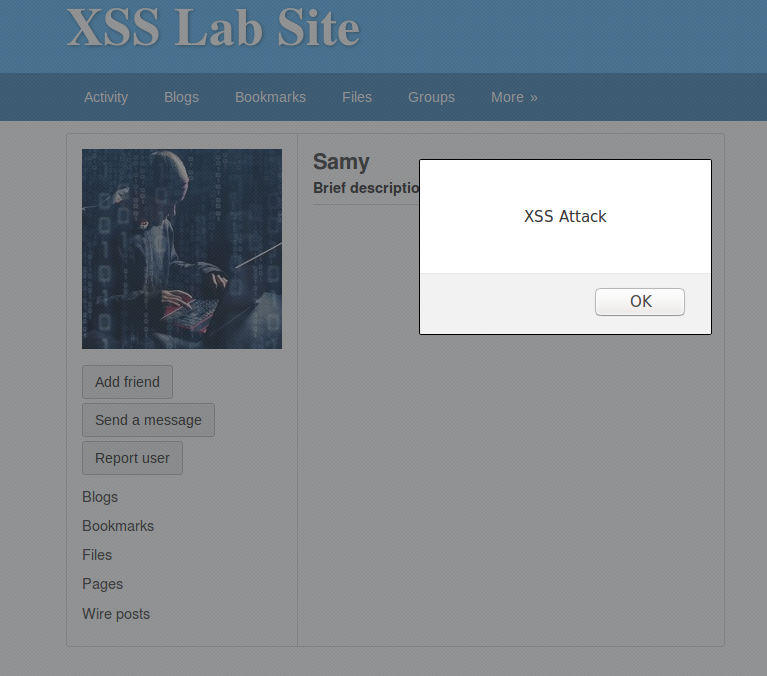 XSS Lab Site
Activity Blogs Bookmarks Files Groups More »
Samy
Brief descriptio
XSS Attack
OK
Add friend
Send a message
Report user
Blogs
Bookmarks
Files
Pages
Wire posts